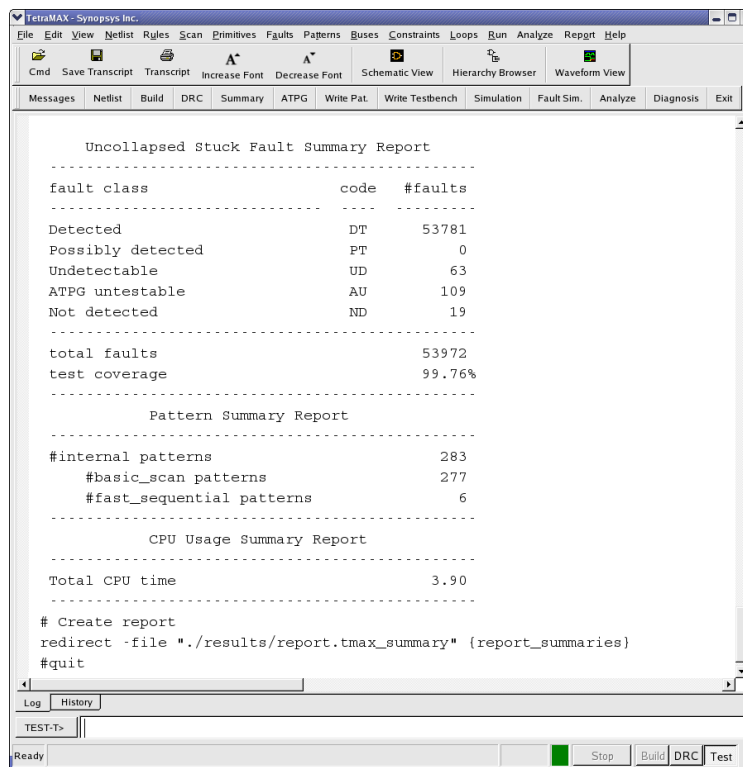 TetraMAX - Synopsys Inc.
File Edit View Netlist Rules Scan Primitives Faults Patterns Buses Constraints Loops Run Analyze Report Help
Cmd Save Transcript Transcript Increase Font Decrease Font Schematic View Hierarchy Browser Waveform View
Messages Netlist Build DRC Summary ATPG Write Pat. Write Testbench Simulation Fault Sim. Analyze Diagnosis Exit
Uncollapsed Stuck Fault Summary Report
-----------------------------------------------
fault class code #faults
------------------------------ ---- ---------
Detected DT 53781
Possibly detected PT 0
Undetectable UD 63
ATPG untestable AU 109
Not detected ND 19
-----------------------------------------------
total faults 53972
test coverage 99.76%
-----------------------------------------------
Pattern Summary Report
-----------------------------------------------
#internal patterns 283
#basic_scan patterns 277
#fast_sequential patterns 6
-----------------------------------------------
CPU Usage Summary Report
-----------------------------------------------
Total CPU time 3.90
-----------------------------------------------
# Create report
redirect -file "./results/report.tmax_summary" {report_summaries}
#quit
Log History
TEST-T>
Ready Stop Build DRC Test